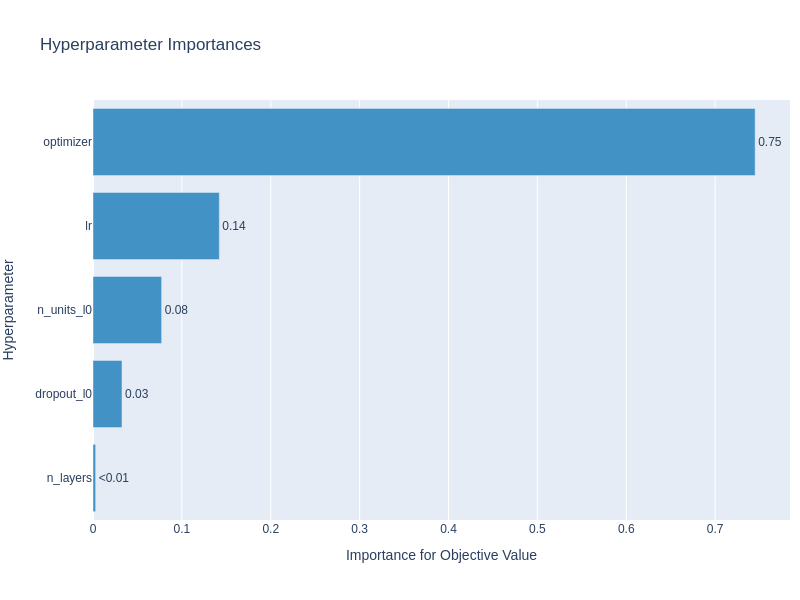 Hyperparameter Importances
Hyperparameter
optimizer
0.75
lr
0.14
n_units_l0
0.08
dropout_l0
0.03
n_layers
<0.01
0 0.1 0.2 0.3 0.4 0.5 0.6 0.7
Importance for Objective Value